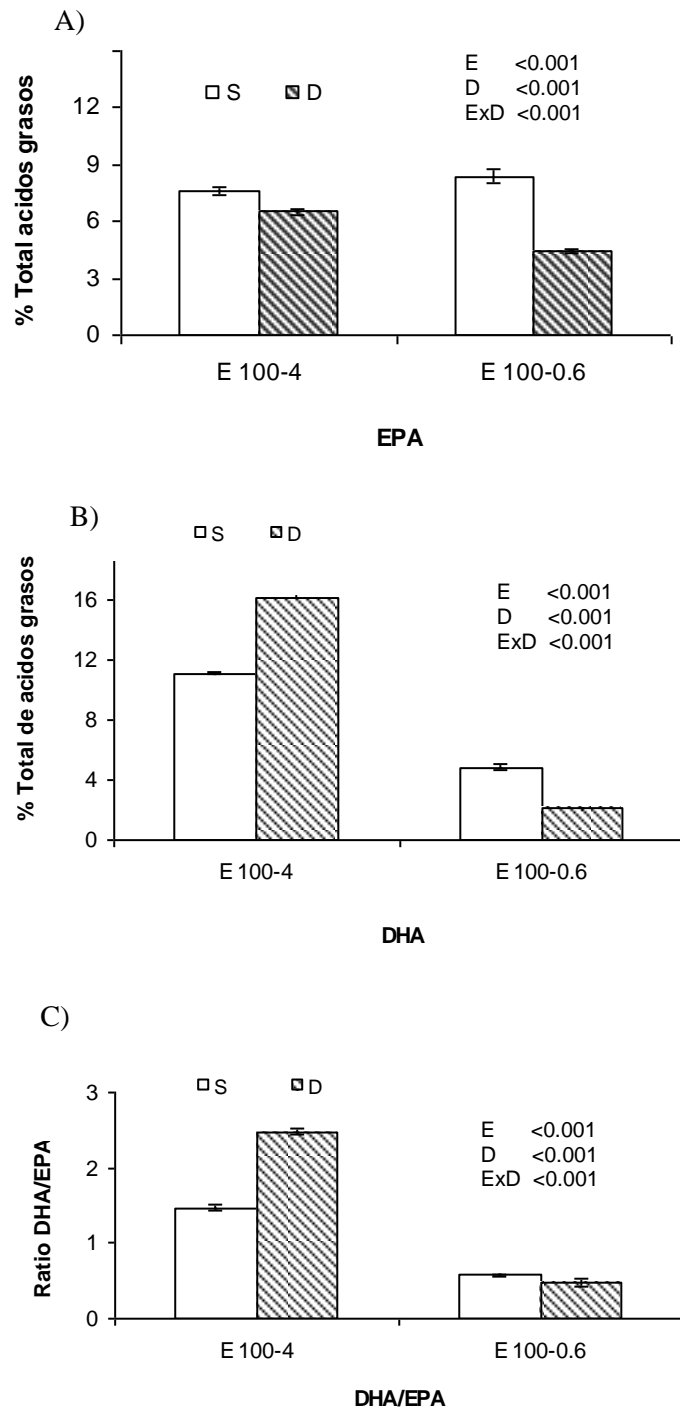 A)
S D
E <0.001
D <0.001
ExD <0.001
% Total acidos grasos
12
9
6
3
0
E 100-4 E 100-0.6
EPA
B)
S D
E <0.001
D <0.001
ExD <0.001
% Total de acidos grasos
16
12
8
4
0
E 100-4 E 100-0.6
DHA
C)
S D
E <0.001
D <0.001
ExD <0.001
Ratio DHA/EPA
3
2
1
0
E 100-4 E 100-0.6
DHA/EPA